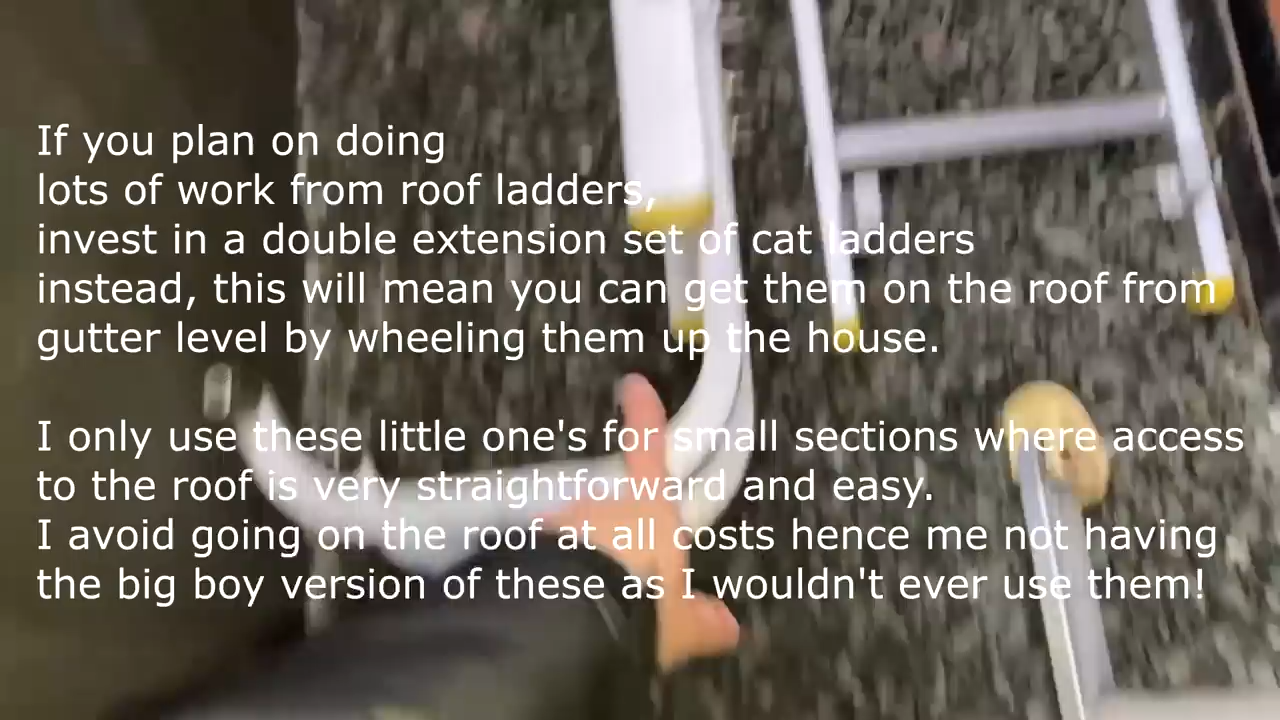 If you plan on doing
lots of work from roof ladders,
invest in a double extension set of cat ladders
instead, this will mean you can get them on the roof from
gutter level by wheeling them up the house.
I only use these little one's for small sections where access
to the roof is very straightforward and easy.
I avoid going on the roof at all costs hence me not having
the big boy version of these as I wouldn't ever use them!